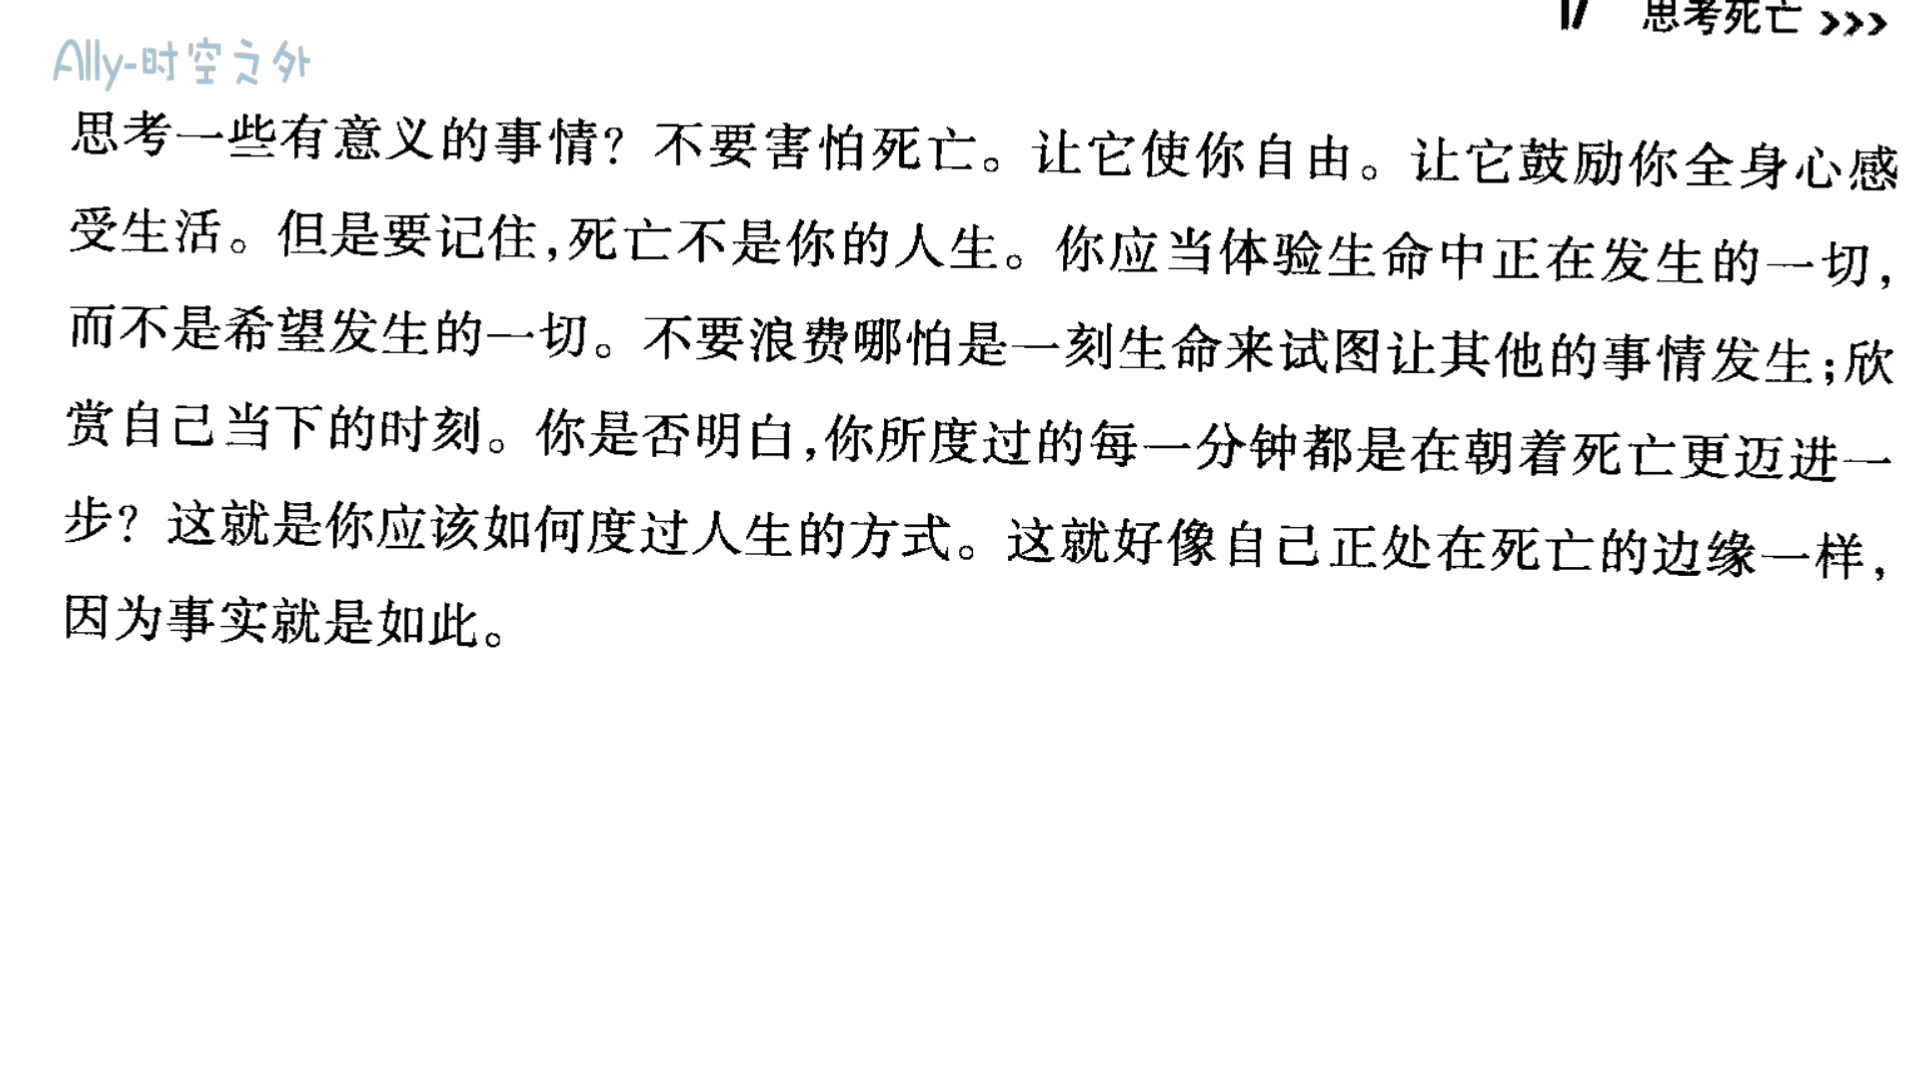 17 思考死亡 >>>
Ally-时空之外
思考一些有意义的事情？不要害怕死亡。让它使你自由。让它鼓励你全身心感
受生活。但是要记住，死亡不是你的人生。你应当体验生命中正在发生的一切，
而不是希望发生的一切。不要浪费哪怕是一刻生命来试图让其他的事情发生；欣
赏自己当下的时刻。你是否明白，你所度过的每一分钟都是在朝着死亡更迈进一
步？这就是你应该如何度过人生的方式。这就好像自己正处在死亡的边缘一样，
因为事实就是如此。